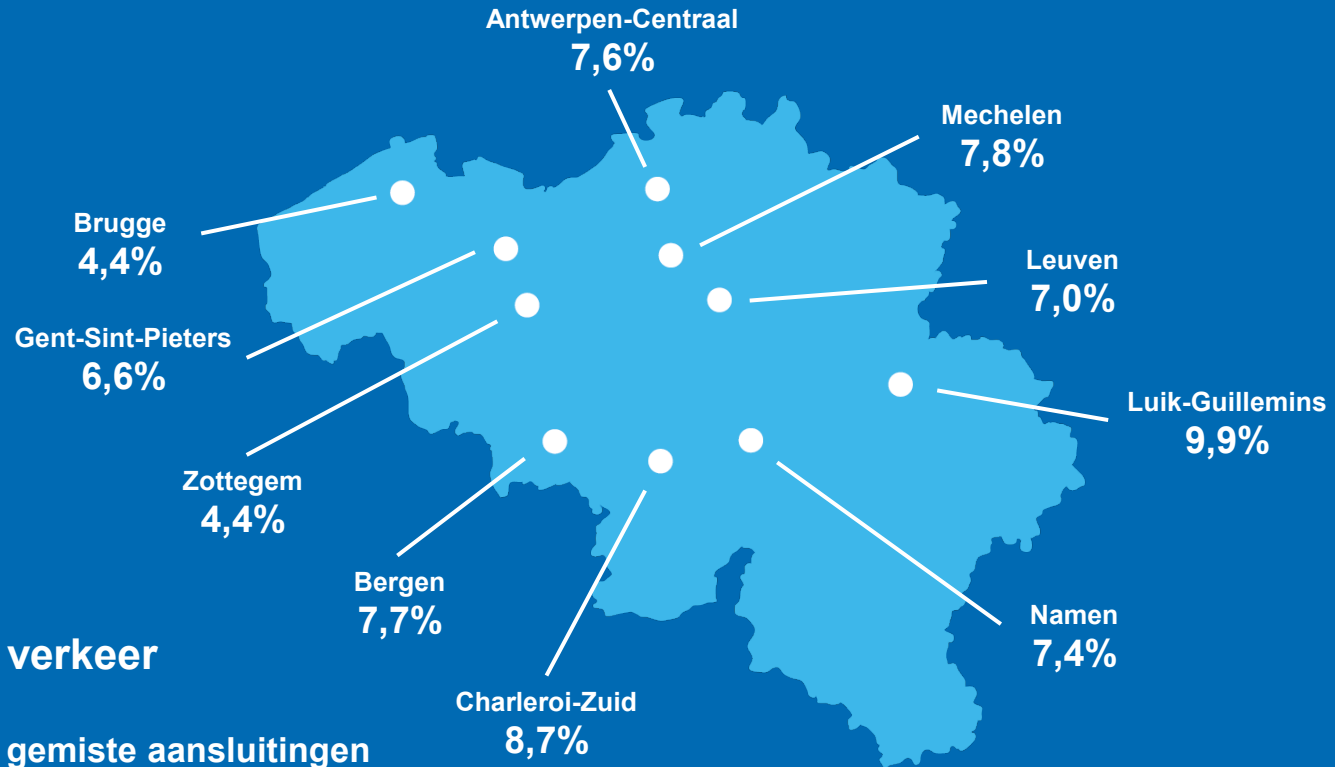 Antwerpen-Centraal
7,6%
Mechelen
7,8%
Brugge
4,4%
Leuven
7,0%
Gent-Sint-Pieters
6,6%
Luik-Guillemins
9,9%
Zottegem
4,4%
Bergen
7,7%
Namen
7,4%
verkeer
Charleroi-Zuid
8,7%
gemiste aansluitingen